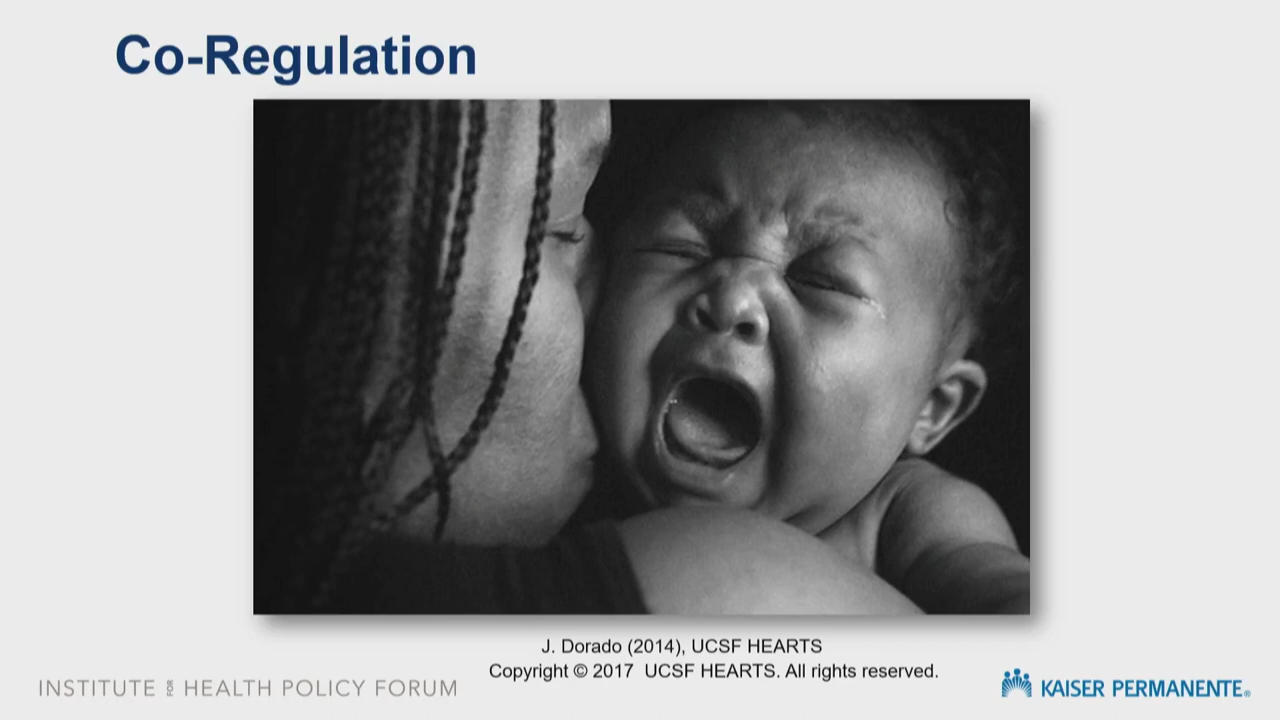 Co-Regulation
J. Dorado (2014), UCSF HEARTS
Copyright © 2017 UCSF HEARTS. All rights reserved.
INSTITUTE FOR HEALTH POLICY FORUM
KAISER PERMANENTE®